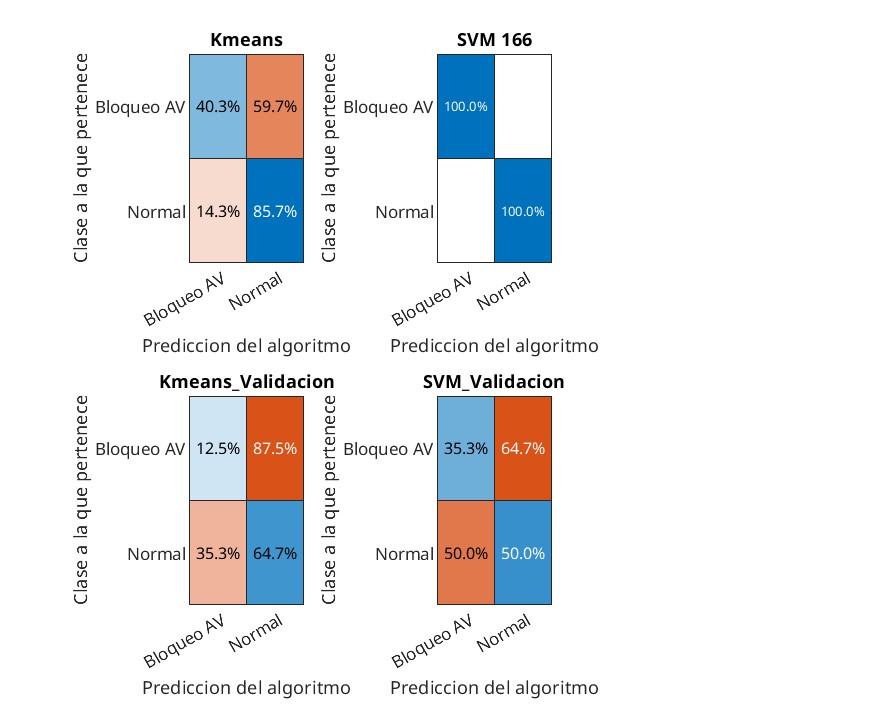 Kmeans
Clase a la que pertenece
Bloqueo AV
40.3% 59.7%
Normal
14.3% 85.7%
Bloqueo AV
Normal
Prediccion del algoritmo
SVM 166
Clase a la que pertenece
Bloqueo AV
100.0%
Normal
100.0%
Bloqueo AV
Normal
Prediccion del algoritmo
Kmeans_Validacion
Clase a la que pertenece
Bloqueo AV
12.5% 87.5%
Normal
35.3% 64.7%
Bloqueo AV
Normal
Prediccion del algoritmo
SVM_Validacion
Clase a la que pertenece
Bloqueo AV
35.3% 64.7%
Normal
50.0% 50.0%
Bloqueo AV
Normal
Prediccion del algoritmo